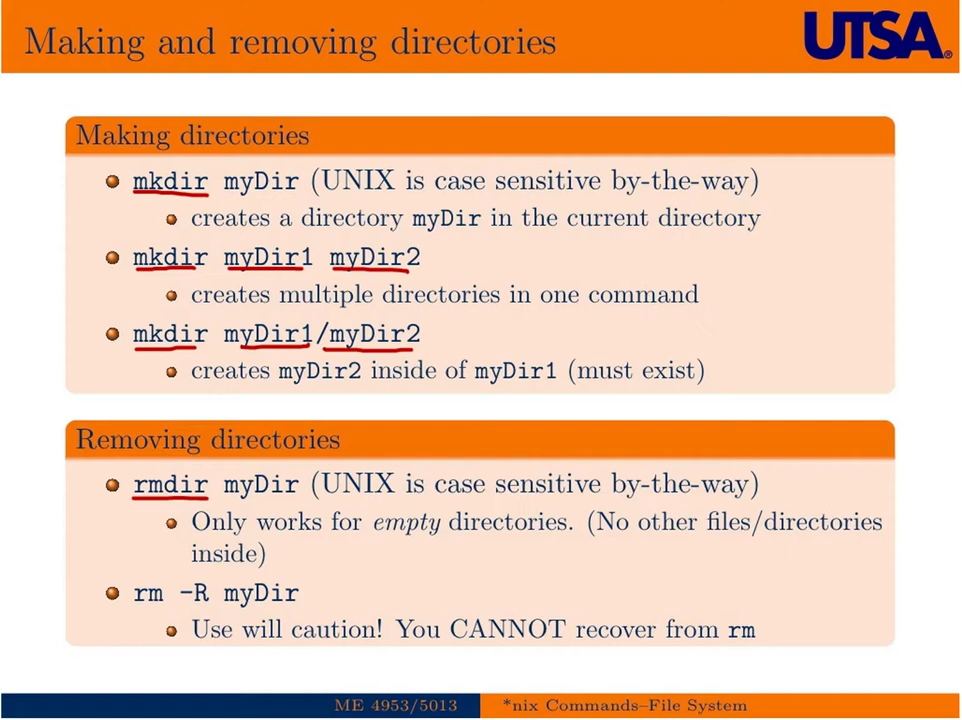 Making and removing directories
UTSA®
Making directories
mkdir myDir (UNIX is case sensitive by-the-way)
creates a directory myDir in the current directory
mkdir myDir1 myDir2
creates multiple directories in one command
mkdir myDir1/myDir2
creates myDir2 inside of myDir1 (must exist)
Removing directories
rmdir myDir (UNIX is case sensitive by-the-way)
Only works for empty directories. (No other files/directories
inside)
rm -R myDir
Use will caution! You CANNOT recover from rm
ME 4953/5013
*nix Commands–File System